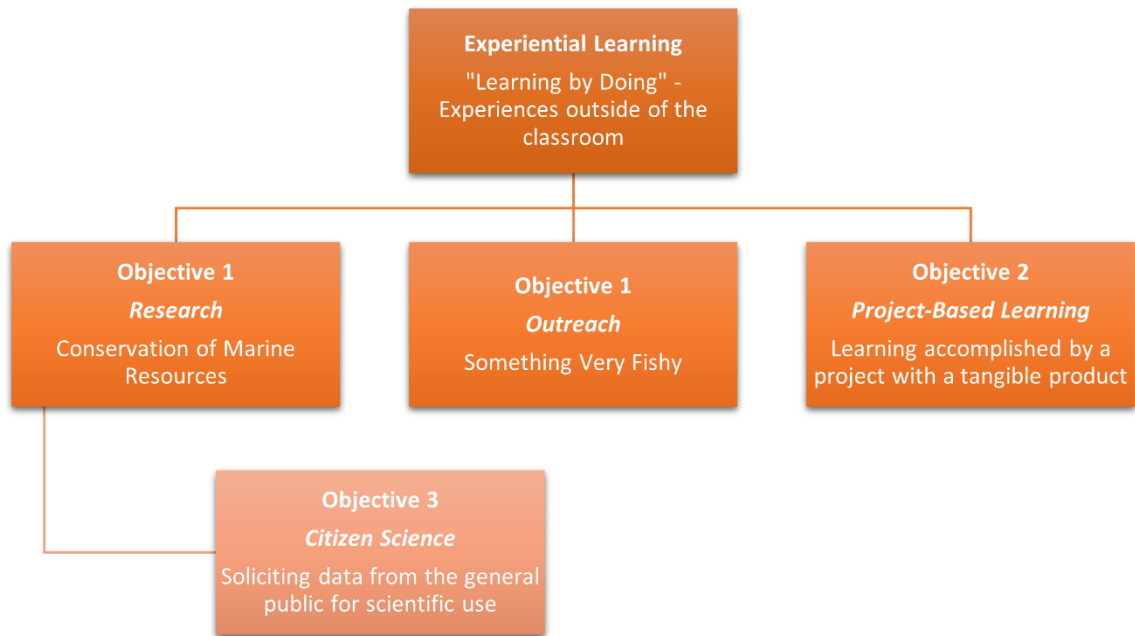 Experiential Learning
"Learning by Doing" -
Experiences outside of the
classroom
Objective 1
Research
Conservation of Marine
Resources
Objective 1
Outreach
Something Very Fishy
Objective 2
Project-Based Learning
Learning accomplished by a
project with a tangible product
Objective 3
Citizen Science
Soliciting data from the general
public for scientific use